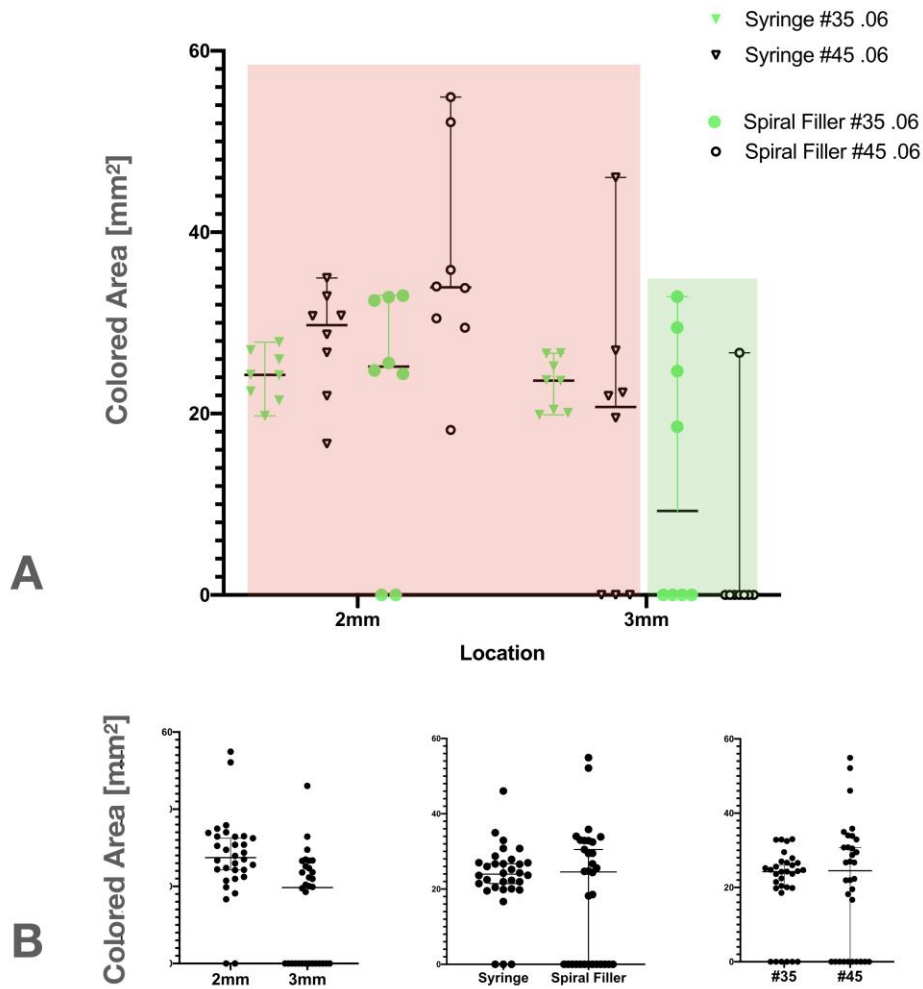 Syringe #35 .06
Syringe #45 .06
Spiral Filler #35 .06
Spiral Filler #45 .06
60
40
20
0
Colored Area [mm²]
2mm
3mm
Location
A
Colored Area [mm²]
60
2mm
3mm
60
40
20
0
Syringe
Spiral Filler
60
40
20
0
#35
#45
B